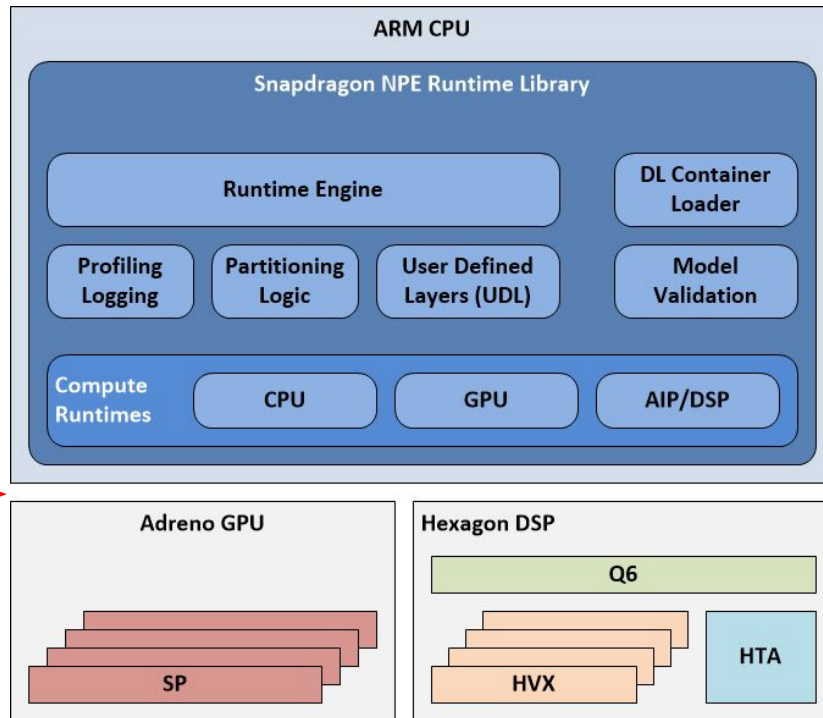 ARM CPU
Snapdragon NPE Runtime Library
Runtime Engine
DL Container
Loader
Profiling
Logging
Partitioning
Logic
User Defined
Layers (UDL)
Model
Validation
Compute
Runtimes
CPU
GPU
AIP/DSP
Adreno GPU
SP
Hexagon DSP
Q6
HVX
HTA